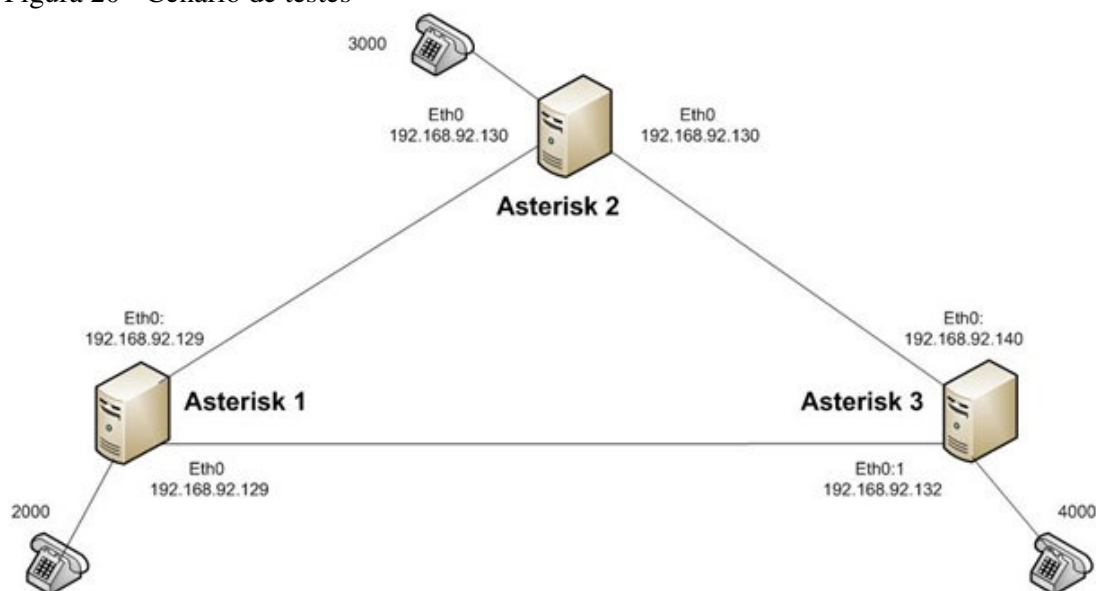 Figura 20 - Cenário de testes
3000
Eth0
192.168.92.130
Eth0
192.168.92.130
Asterisk 2
Eth0:
192.168.92.129
Eth0:
192.168.92.140
Asterisk 1
Asterisk 3
Eth0
192.168.92.129
Eth0:1
192.168.92.132
2000
4000